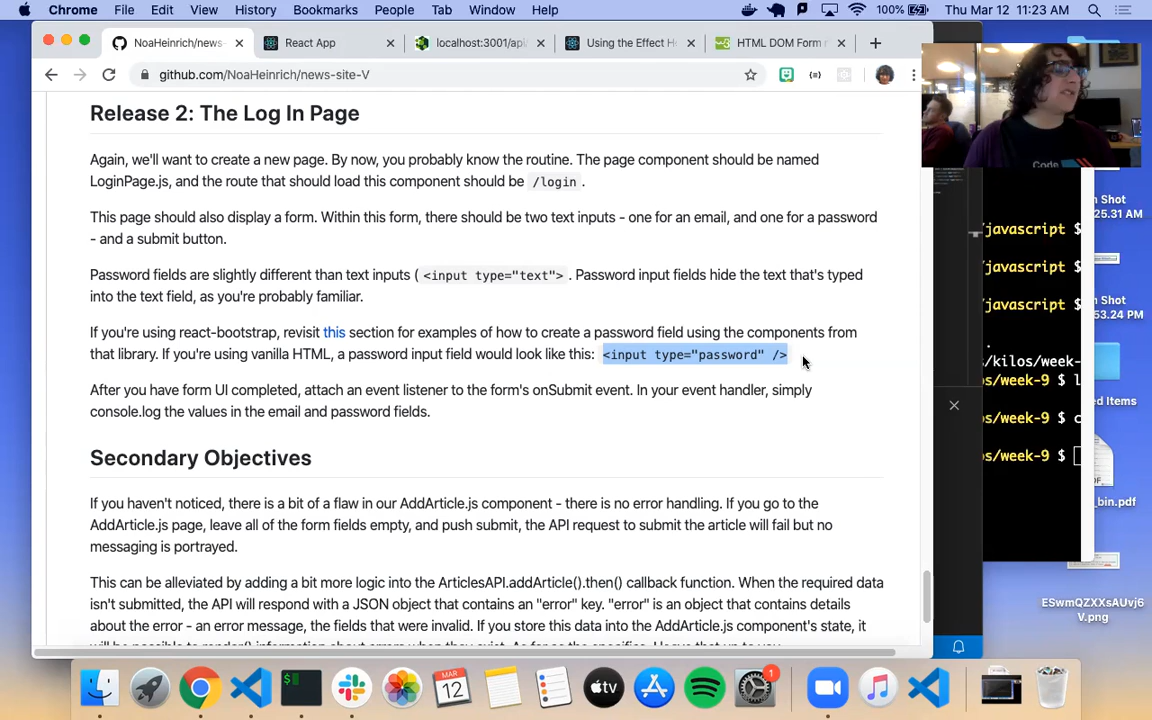 Chrome File Edit View History Bookmarks People Tab Window Help 100% Thu Mar 12 11:23 AM
NoaHeinrich/news- React App localhost:3001/api/ Using the Effect H HTML DOM Form
github.com/NoaHeinrich/news-site-V
Release 2: The Log In Page
Again, we'll want to create a new page. By now, you probably know the routine. The page component should be named
LoginPage.js, and the route that should load this component should be /login .
This page should also display a form. Within this form, there should be two text inputs - one for an email, and one for a password
- and a submit button.
Password fields are slightly different than text inputs ( <input type="text"> . Password input fields hide the text that's typed
into the text field, as you're probably familiar.
If you're using react-bootstrap, revisit this section for examples of how to create a password field using the components from
that library. If you're using vanilla HTML, a password input field would look like this: <input type="password" />
After you have form UI completed, attach an event listener to the form's onSubmit event. In your event handler, simply
console.log the values in the email and password fields.
Secondary Objectives
If you haven't noticed, there is a bit of a flaw in our AddArticle.js component - there is no error handling. If you go to the
AddArticle.js page, leave all of the form fields empty, and push submit, the API request to submit the article will fail but no
messaging is portrayed.
This can be alleviated by adding a bit more logic into the ArticlesAPI.addArticle().then() callback function. When the required data
isn't submitted, the API will respond with a JSON object that contains an "error" key. "error" is an object that contains details
about the error - an error message, the fields that were invalid. If you store this data into the AddArticle.js component's state, it
Code
/javascript $
/javascript $
/javascript $
.
s/kilos/week-9
os/week-9 $ l
os/week-9 $ c
os/week-9 $
n Shot
25.31 AM
n Shot
53.24 PM
ed Items
_bin.pdf
ESwmQZXXsAUvj6
V.png
MAR
12
tv
1
$